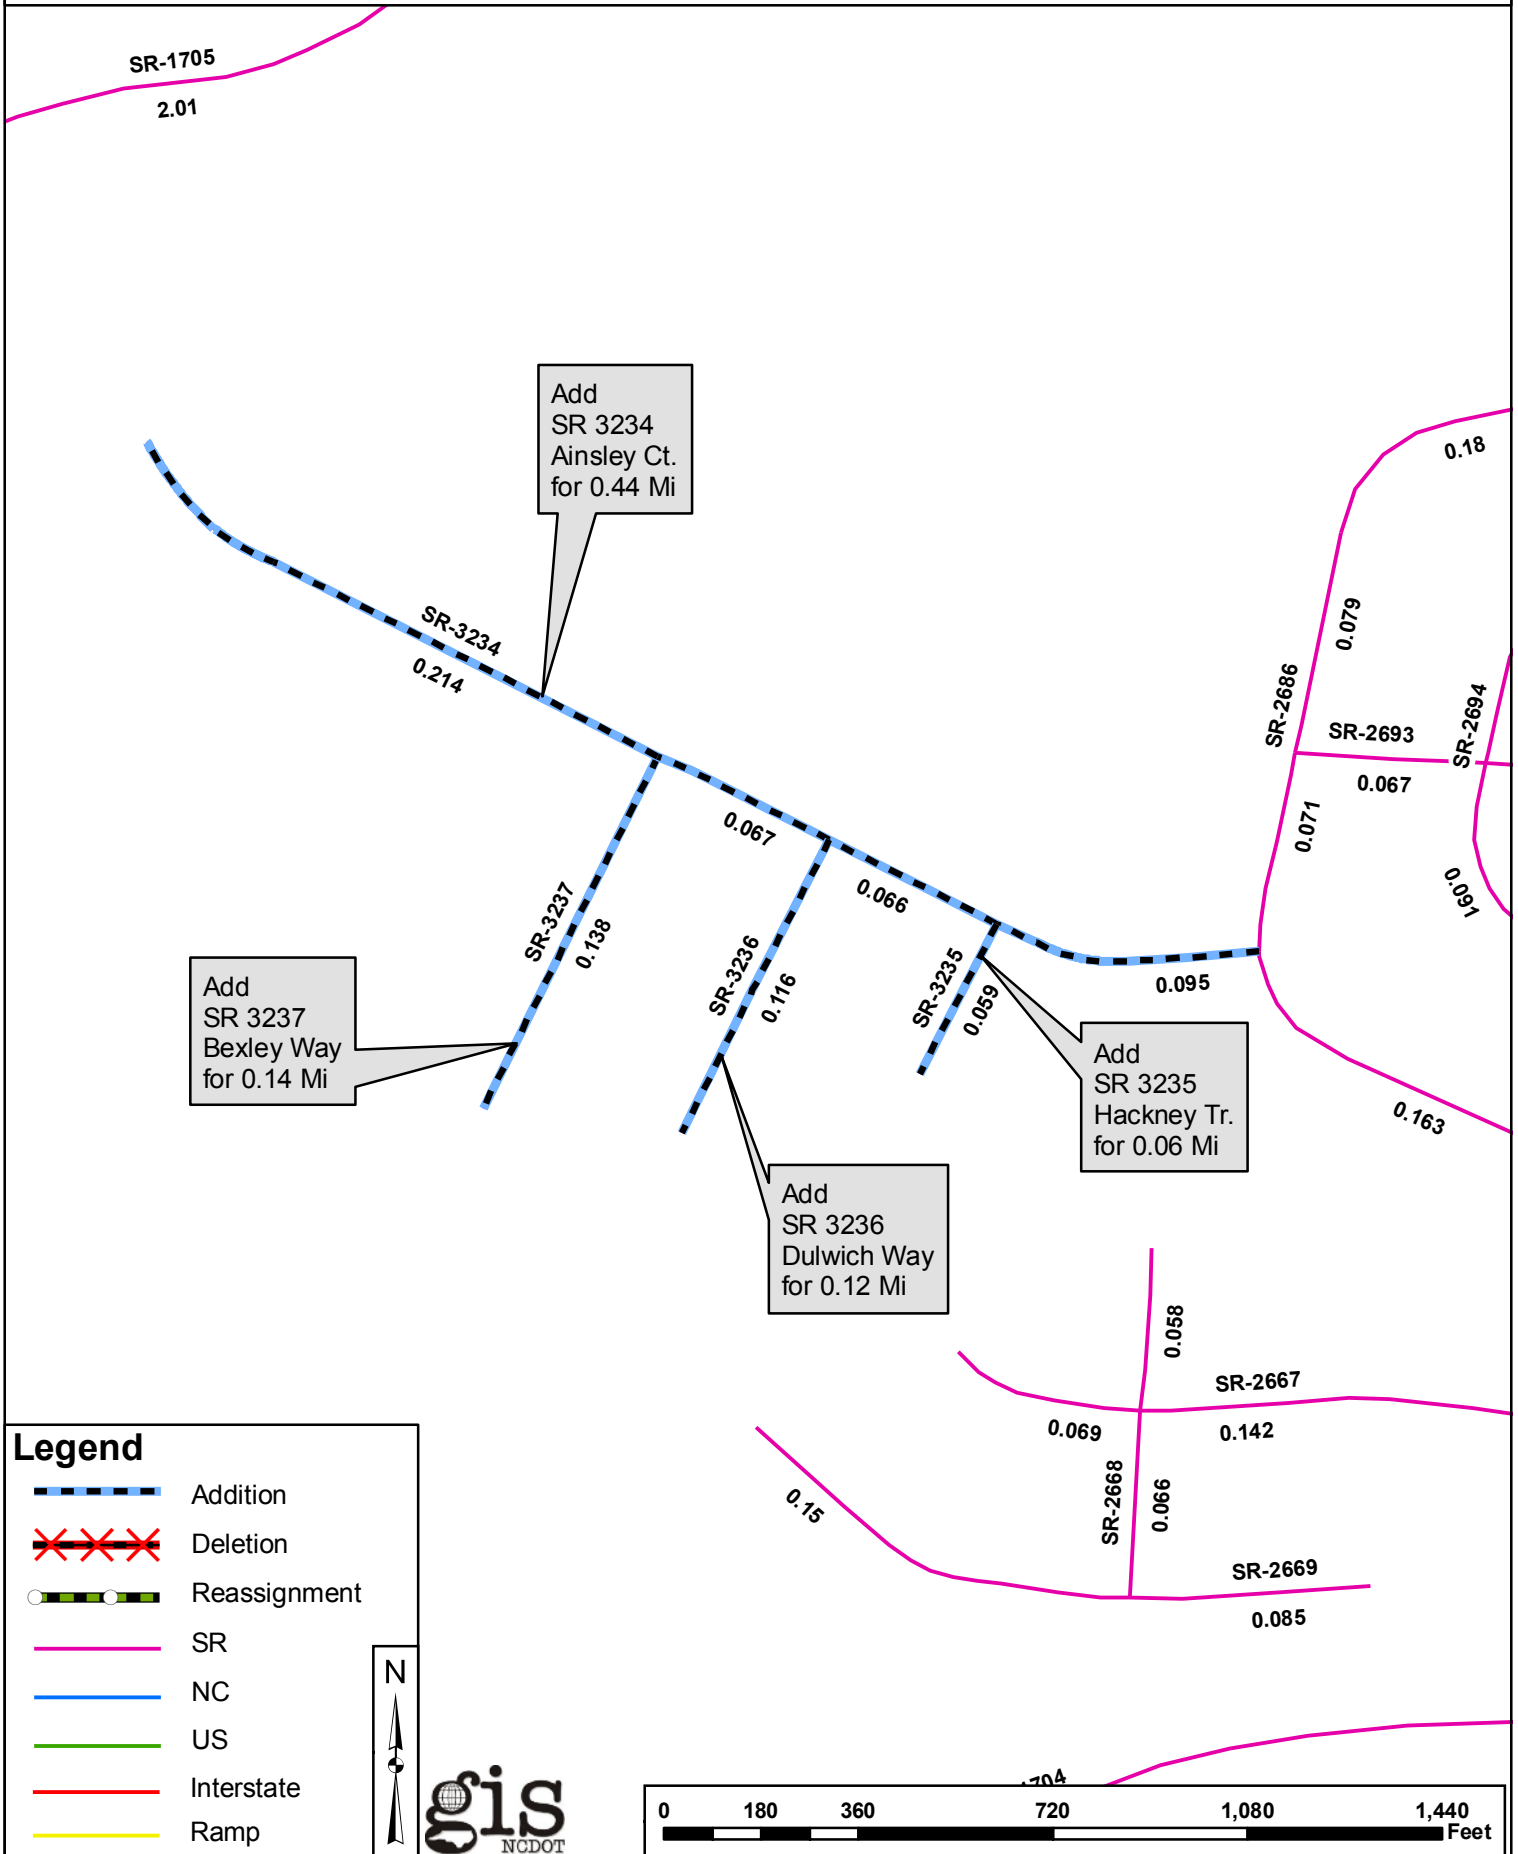 SR-1705
2.01
Add
SR 3234
Ainsley Ct.
for 0.44 Mi
0.18
SR-3234
0.214
0.079
SR-2686
SR-2693
SR-2694
0.067
0.071
0.067
0.066
0.091
SR-3237
0.138
SR-3236
0.116
SR-3235
0.059
0.095
Add
SR 3237
Bexley Way
for 0.14 Mi
Add
SR 3235
Hackney Tr.
for 0.06 Mi
0.163
Add
SR 3236
Dulwich Way
for 0.12 Mi
0.058
SR-2667
0.069
0.142
SR-2668
0.066
0.15
SR-2669
0.085
Legend
Addition
Deletion
Reassignment
SR
NC
US
Interstate
Ramp
N
gis
NCDOT
0 180 360 720 1,080 1,440
Feet